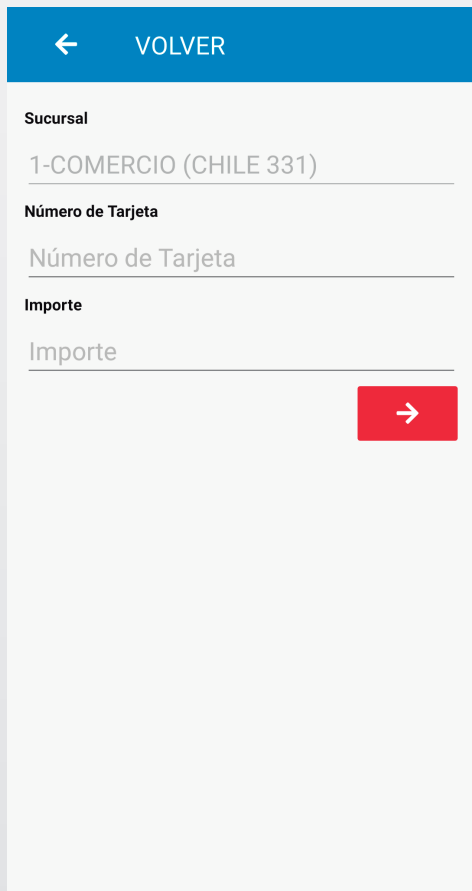 VOLVER
Sucursal
1-COMERCIO (CHILE 331)
Número de Tarjeta
Número de Tarjeta
Importe
Importe